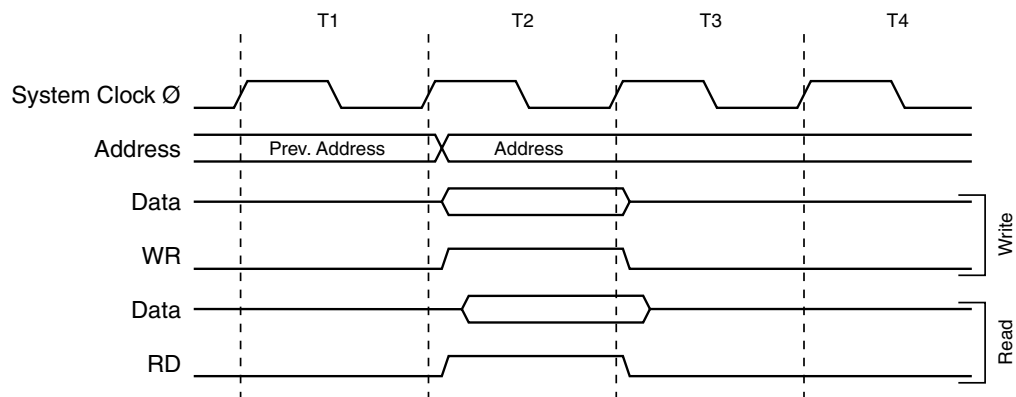 T1 T2 T3 T4
System Clock Ø
Address Prev. Address Address
Data
WR
Write
Data
RD
Read